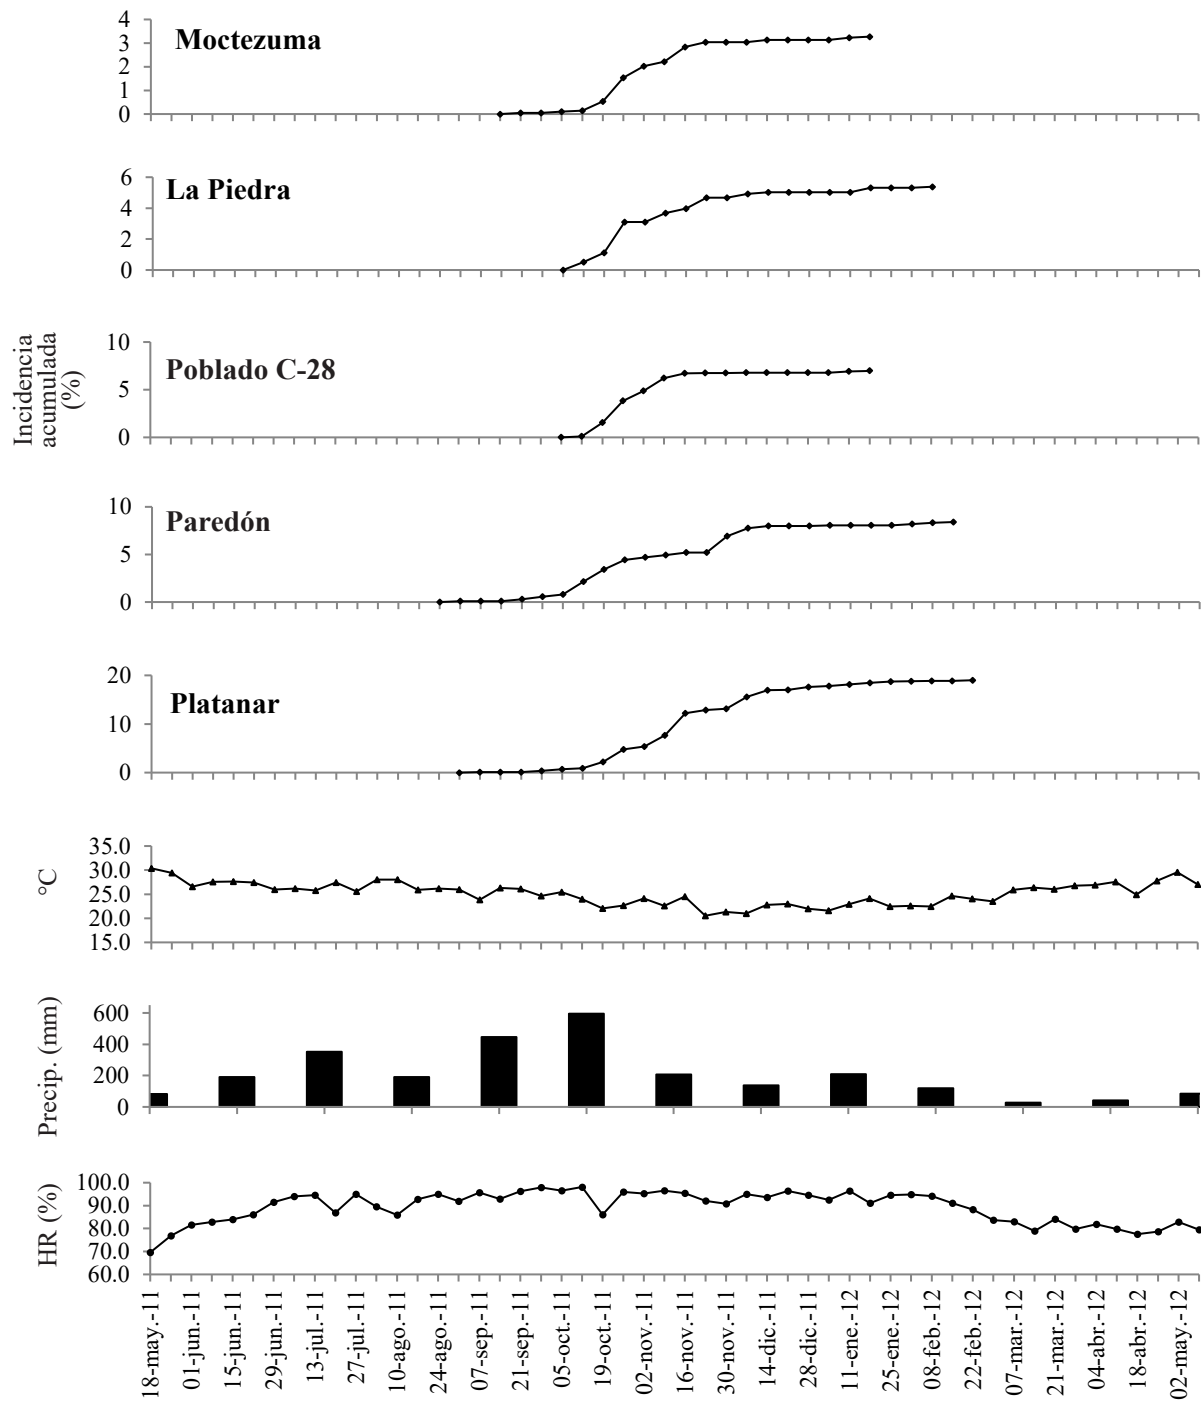 4
3
2
1
0
Moctezuma
6
4
2
0
La Piedra
Incidencia
acumulada
(%)
10
5
0
Poblado C-28
10
5
0
Paredón
20
10
0
Platanar
°C
35.0
30.0
25.0
20.0
15.0
Precip. (mm)
600
400
200
0
HR (%)
100.0
90.0
80.0
70.0
60.0
18-may.-11
01-jun.-11
15-jun.-11
29-jun.-11
13-jul.-11
27-jul.-11
10-ago.-11
24-ago.-11
07-sep.-11
21-sep.-11
05-oct.-11
19-oct.-11
02-nov.-11
16-nov.-11
30-nov.-11
14-dic.-11
28-dic.-11
11-ene.-12
25-ene.-12
08-feb.-12
22-feb.-12
07-mar.-12
21-mar.-12
04-abr.-12
18-abr.-12
02-may.-12